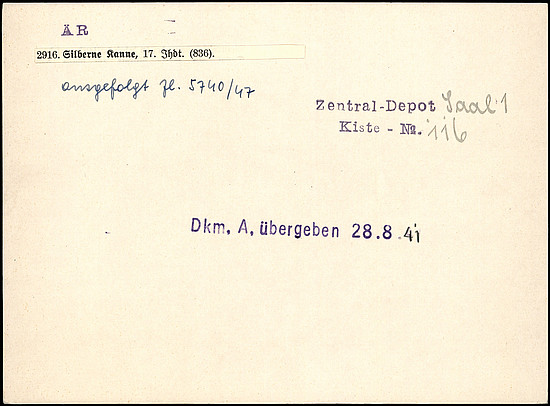 ÄR
2916. Silberne Kanne, 17. Jhdt. (836).
ausgefolgt Zl. 5740/47
Zentral-Depot Saal 1
Kiste - No. 116
Dkm. A. übergeben 28.8.41